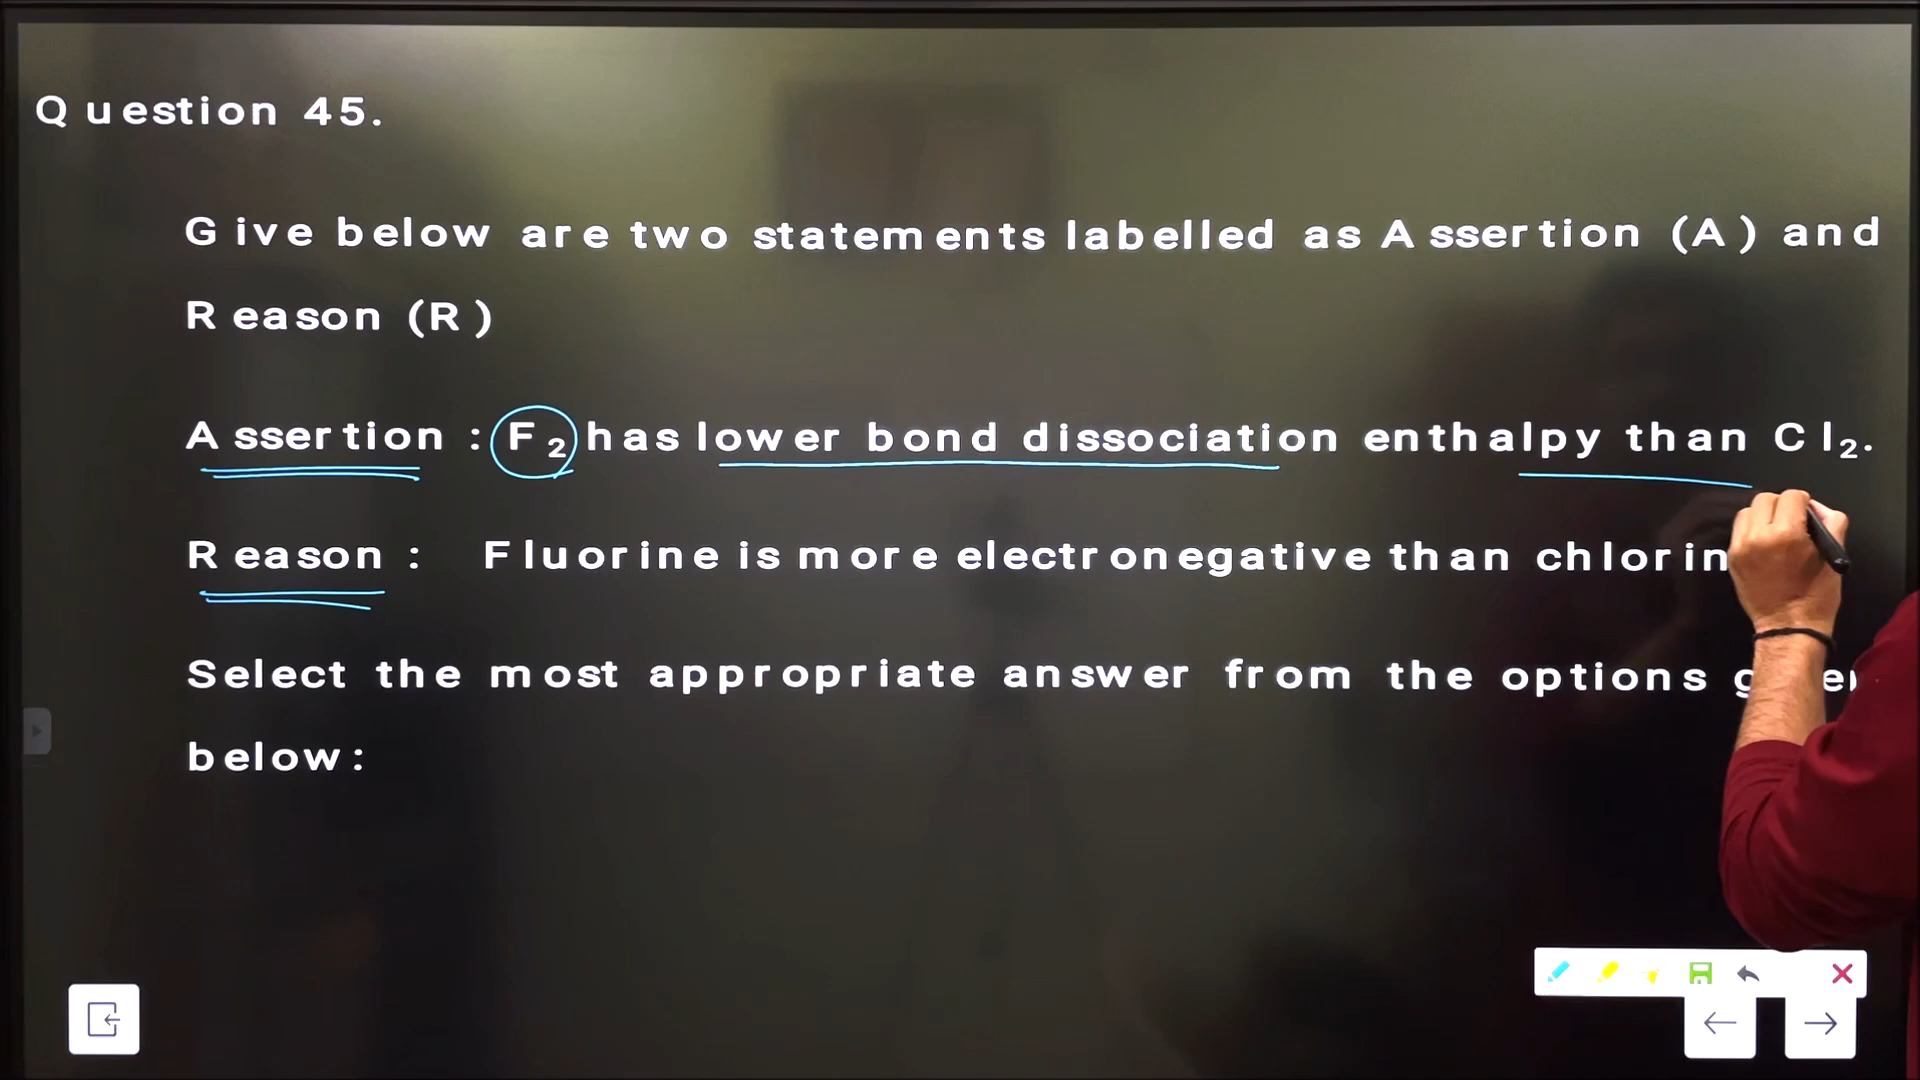 Question 45.
Give below are two statements labelled as Assertion (A) and
Reason (R)
Assertion : F₂ has lower bond dissociation enthalpy than Cl₂.
Reason : Fluorine is more electronegative than
Select the most appropriate answer from the options
below: